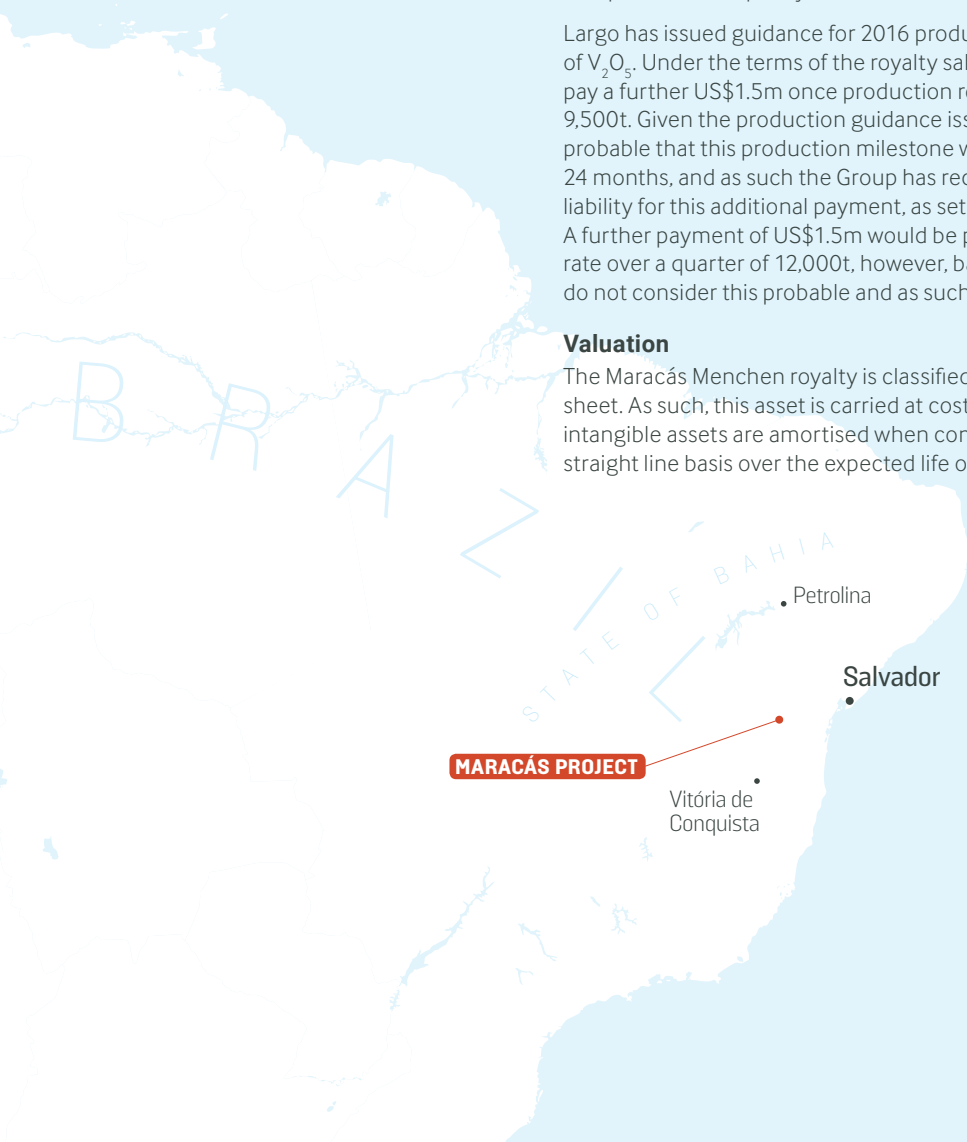 Largo has issued guidance for 2016 produ
of V₂O₅. Under the terms of the royalty sal
pay a further US$1.5m once production re
9,500t. Given the production guidance iss
probable that this production milestone w
24 months, and as such the Group has rec
liability for this additional payment, as set
A further payment of US$1.5m would be p
rate over a quarter of 12,000t, however, ba
do not consider this probable and as such
Valuation
The Maracás Menchen royalty is classified
sheet. As such, this asset is carried at cost
intangible assets are amortised when con
straight line basis over the expected life o
BRAZIL
STATE OF BAHIA
Petrolina
Salvador
MARACÁS PROJECT
Vitória de
Conquista